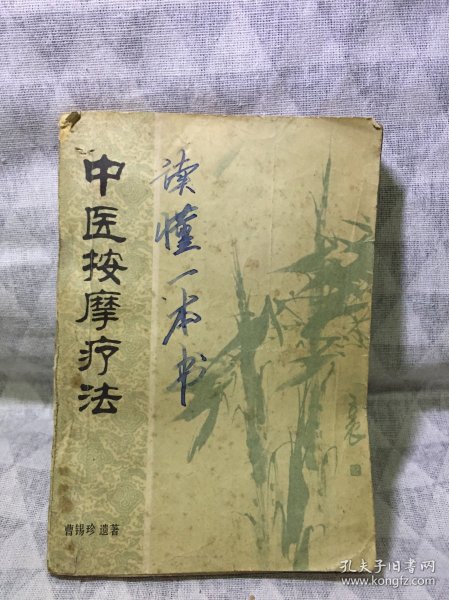 中医按摩疗法
读懂一本书
曹锡珍 遗著
孔夫子旧书网
www.kongfz.com